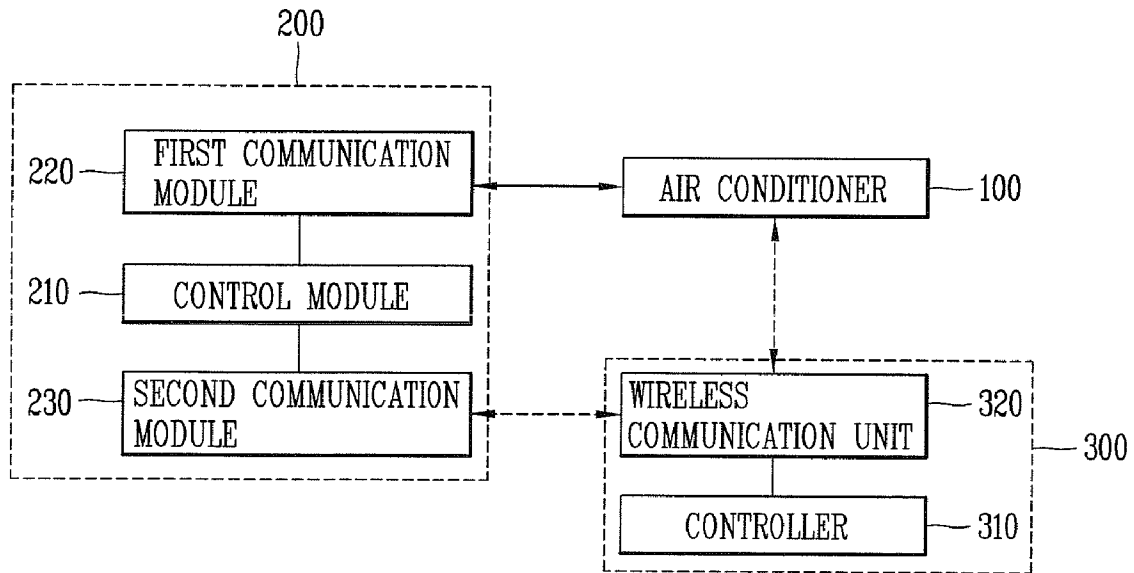 200
FIRST COMMUNICATION
MODULE
220
AIR CONDITIONER
100
210
CONTROL MODULE
230
SECOND COMMUNICATION
MODULE
WIRELESS
COMMUNICATION UNIT
320
300
CONTROLLER
310